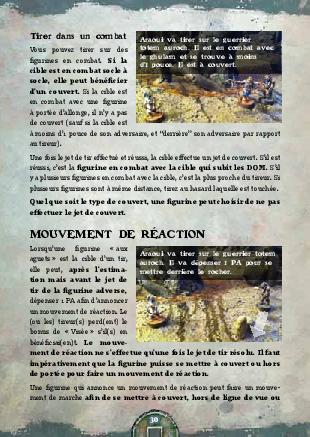 Tirer dans un combat
Vous pouvez tirer sur des
figurines en combat. Si la
cible est en combat socle à
socle, elle peut bénéficier
d'un couvert. Si la cible est
en combat avec une figurine
à portée d'allonge, il n'y a pas
de couvert (sauf si la cible est
à moins d'1 pouce de son adversaire, et "derrière" son adversaire par rapport
au tireur).
Araoui va tirer sur le guerrier
totem auroch. Il est en combat avec
le ghulam et se trouve à moins
d'1 pouce. Il est à couvert.
Une fois le jet de tir effectué et réussi, la cible effectue un jet de couvert. S'il est
réussi, c'est la figurine en combat avec la cible qui subit les DOM. S'il
y a plusieurs figurines en combat avec la cible, c'est la plus proche du tireur. Si
plusieurs figurines sont à même distance, tirez au hasard laquelle est touchée.
Quel que soit le type de couvert, une figurine peut choisir de ne pas
effectuer le jet de couvert.
MOUVEMENT DE RÉACTION
Lorsqu'une figurine « aux
aguets » est la cible d'un tir,
elle peut, après l'estima-
tion mais avant le jet de
tir de la figurine adverse,
dépenser 1 PA afin d'annoncer
un mouvement de réaction. Le
(ou les) tireur(s) perd(ent) le
bonus de « Visée » s'il(s) en
bénéficiai(en)t. Le mouve-
ment de réaction ne s'effectue qu'une fois le jet de tir résolu. Il faut
impérativement que la figurine puisse se mettre à couvert ou hors
de portée pour faire un mouvement de réaction.
Araoui va tirer sur le guerrier totem
auroch. Il va dépenser 1 PA pour se
mettre derrière le rocher.
Une figurine qui annonce un mouvement de réaction peut faire un mouve-
ment de marche afin de se mettre à couvert, hors de ligne de vue ou
30